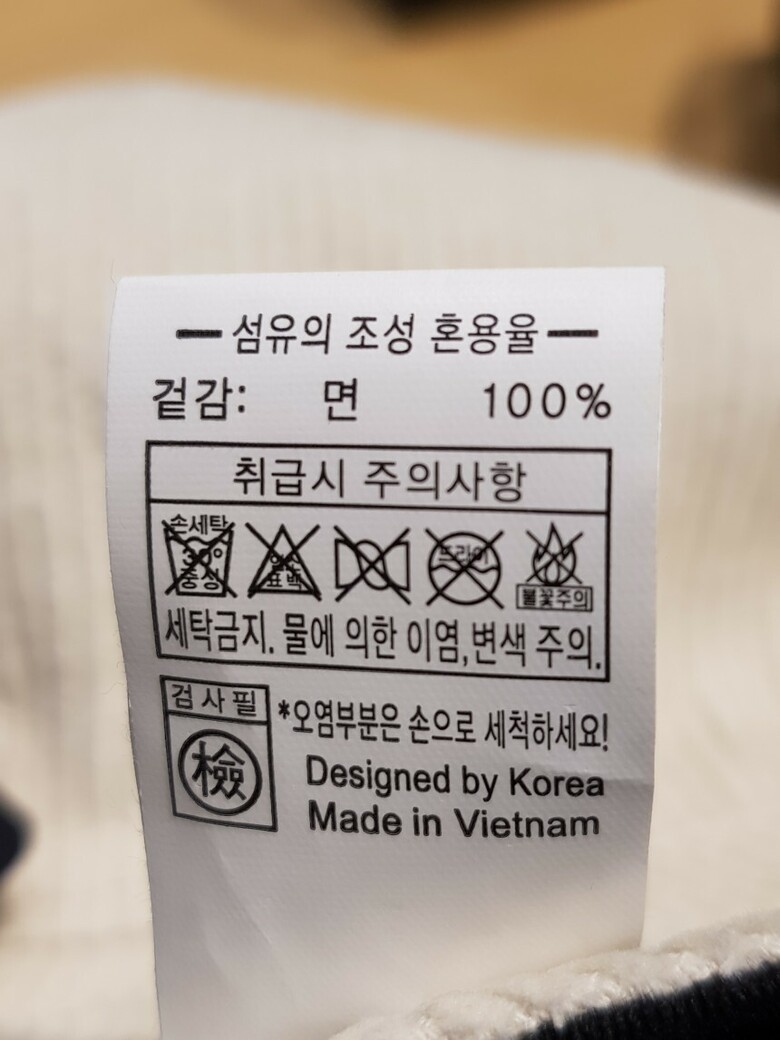 섬유의 조성 혼용율
겉감: 면 100%
취급시 주의사항
손세탁
30°
중성
표백
드라이
불꽃주의
세탁금지. 물에 의한 이염,변색 주의.
검사필
檢
*오염부분은 손으로 세척하세요!
Designed by Korea
Made in Vietnam